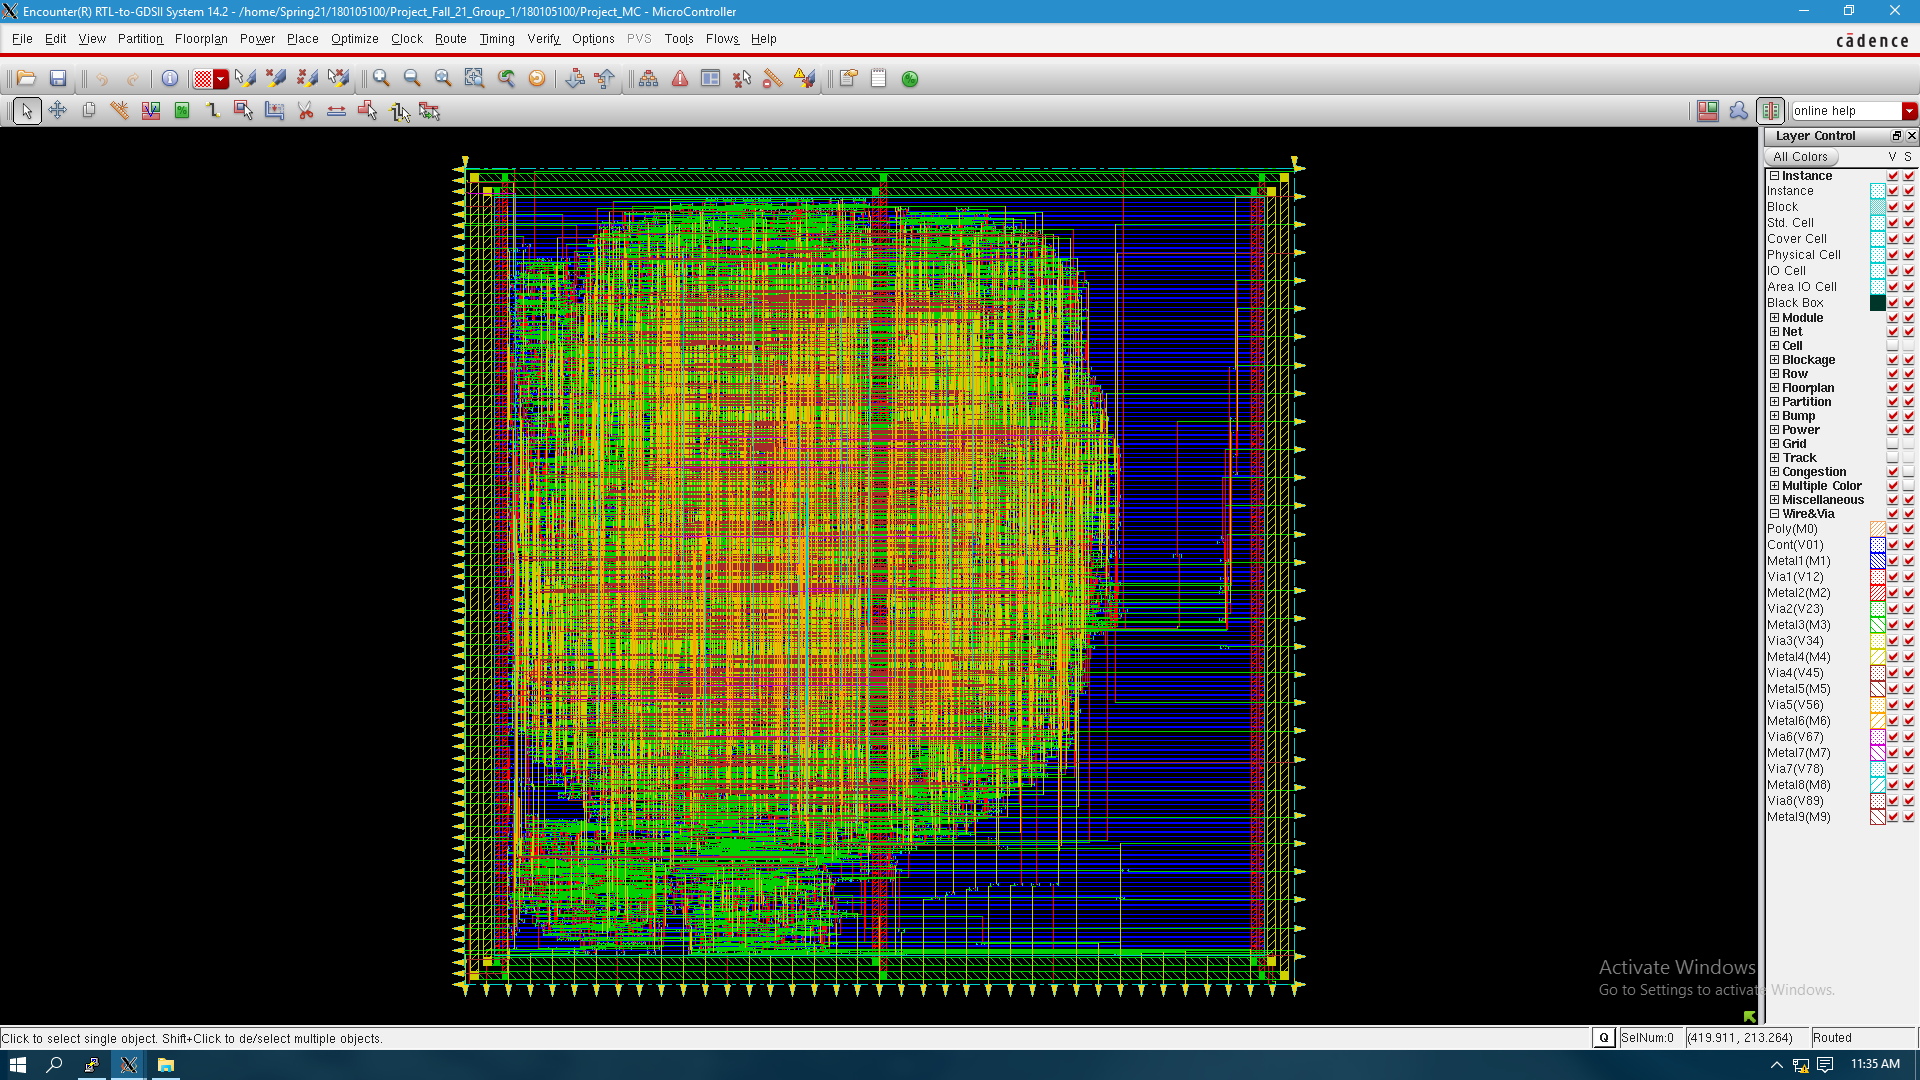 Encounter(R) RTL-to-GDSII System 14.2 - /home/Spring21/180105100/Project_Fall_21_Group_1/180105100/Project_MC - MicroController
File Edit View Partition Floorplan Power Place Optimize Clock Route Timing Verify Options PVS Tools Flows Help
cādence
online help
Layer Control
All Colors V S
Instance
Instance
Block
Std. Cell
Cover Cell
Physical Cell
IO Cell
Area IO Cell
Black Box
Module
Net
Cell
Blockage
Row
Floorplan
Partition
Bump
Power
Grid
Track
Congestion
Multiple Color
Miscellaneous
Wire&Via
Poly(M0)
Cont(V01)
Metal1(M1)
Via1(V12)
Metal2(M2)
Via2(V23)
Metal3(M3)
Via3(V34)
Metal4(M4)
Via4(V45)
Metal5(M5)
Via5(V56)
Metal6(M6)
Via6(V67)
Metal7(M7)
Via7(V78)
Metal8(M8)
Via8(V89)
Metal9(M9)
Activate Windows
Go to Settings to activate Windows.
Click to select single object. Shift+Click to de/select multiple objects.
Q SelNum:0 (419.911, 213.264) Routed
11:35 AM